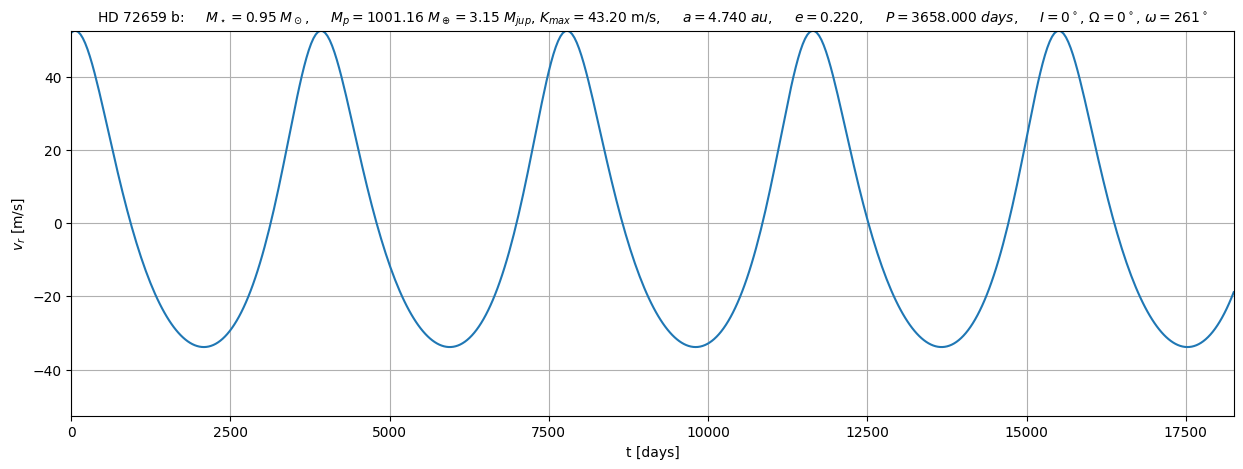 HD 72659 b: M⋆ = 0.95 M⊙, Mp = 1001.16 M⊕ = 3.15 Mjup, Kmax = 43.20 m/s, a = 4.740 au, e = 0.220, P = 3658.000 days, I = 0°, Ω = 0°, ω = 261°
40
20
0
−20
−40
vr [m/s]
0 2500 5000 7500 10000 12500 15000 17500
t [days]